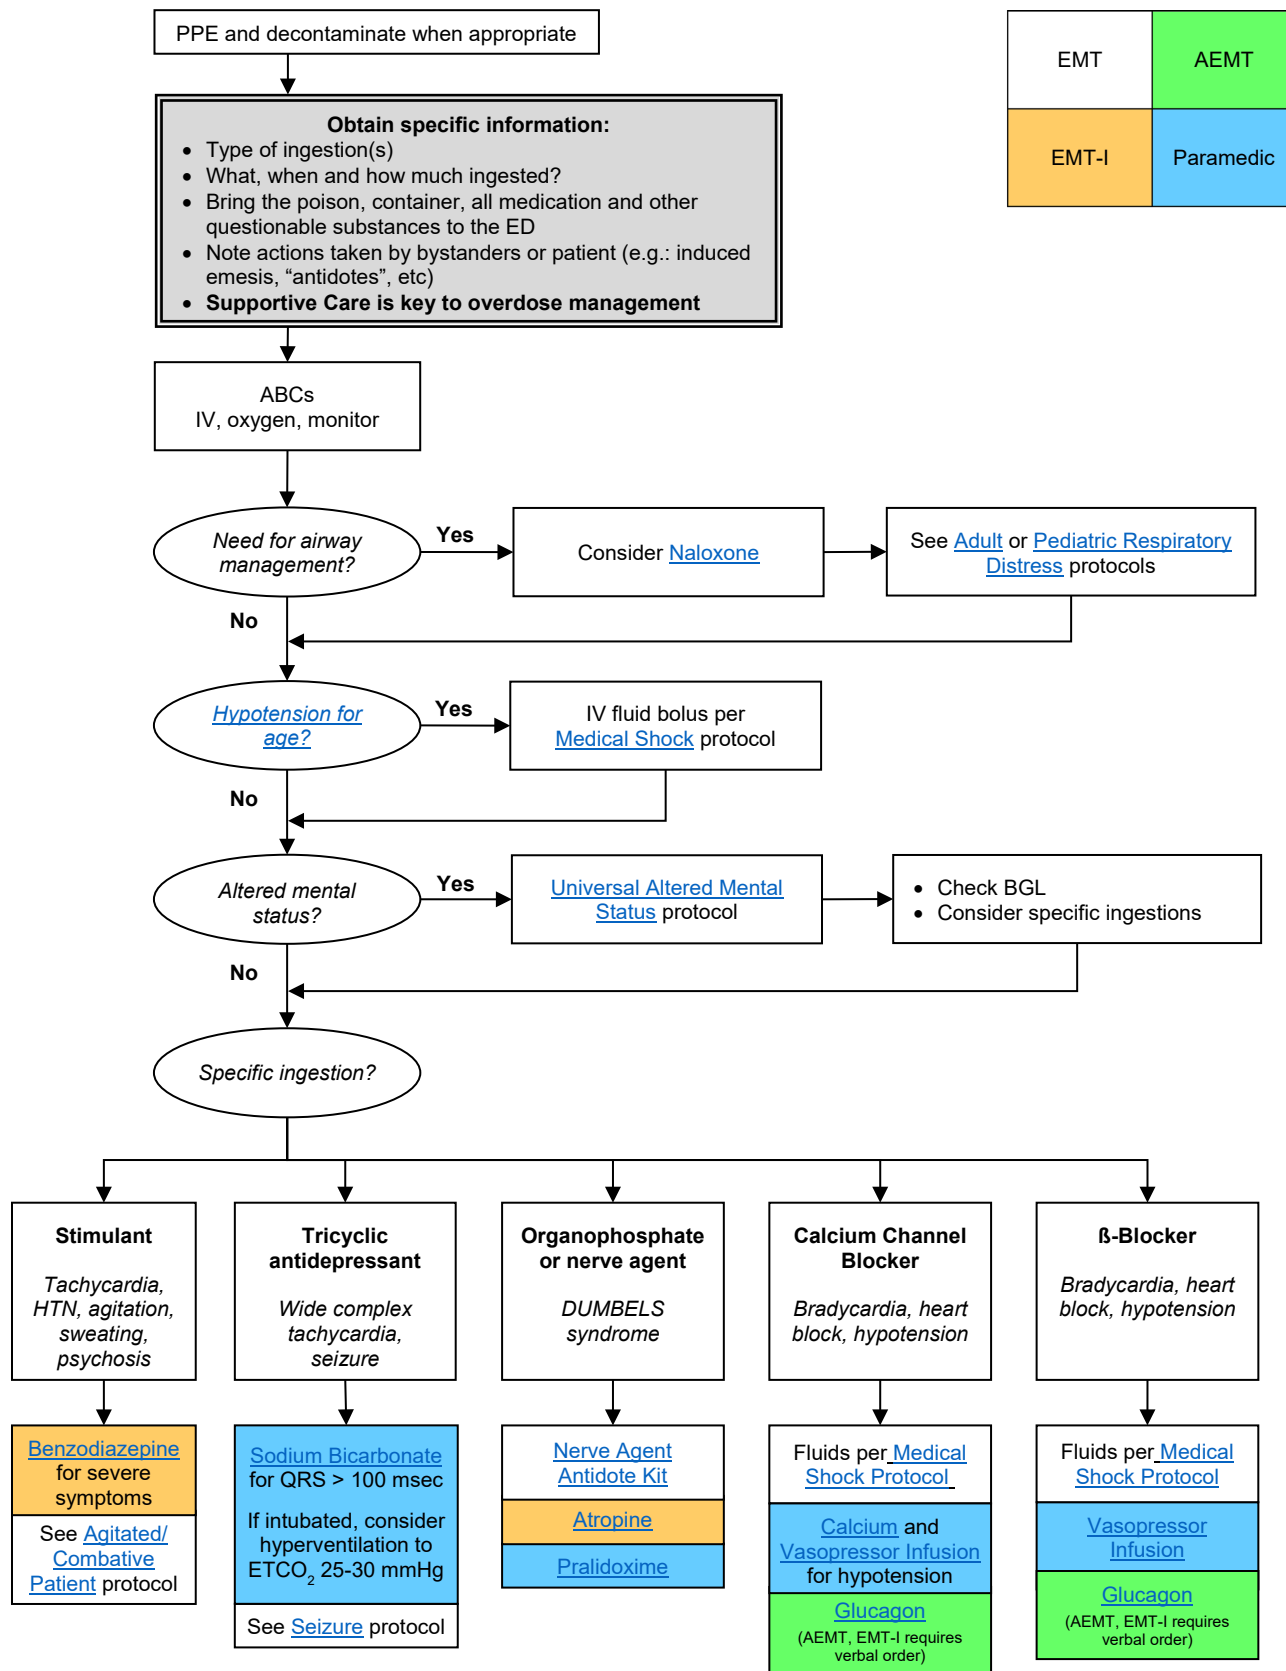 PPE and decontaminate when appropriate
EMT
AEMT
EMT-I
Paramedic
Obtain specific information:
• Type of ingestion(s)
• What, when and how much ingested?
• Bring the poison, container, all medication and other
questionable substances to the ED
• Note actions taken by bystanders or patient (e.g.: induced
emesis, “antidotes”, etc)
• Supportive Care is key to overdose management
ABCs
IV, oxygen, monitor
Need for airway
management?
Yes
Consider Naloxone
See Adult or Pediatric Respiratory
Distress protocols
No
Hypotension for
age?
Yes
IV fluid bolus per
Medical Shock protocol
No
Altered mental
status?
Yes
Universal Altered Mental
Status protocol
• Check BGL
• Consider specific ingestions
No
Specific ingestion?
Stimulant
Tachycardia,
HTN, agitation,
sweating,
psychosis
Benzodiazepine
for severe
symptoms
See Agitated/
Combative
Patient protocol
Tricyclic
antidepressant
Wide complex
tachycardia,
seizure
Sodium Bicarbonate
for QRS > 100 msec
If intubated, consider
hyperventilation to
ETCO2 25-30 mmHg
See Seizure protocol
Organophosphate
or nerve agent
DUMBELS
syndrome
Nerve Agent
Antidote Kit
Atropine
Pralidoxime
Calcium Channel
Blocker
Bradycardia, heart
block, hypotension
Fluids per Medical
Shock Protocol
Calcium and
Vasopressor Infusion
for hypotension
Glucagon
(AEMT, EMT-I requires
verbal order)
ß-Blocker
Bradycardia, heart
block, hypotension
Fluids per Medical
Shock Protocol
Vasopressor
Infusion
Glucagon
(AEMT, EMT-I requires
verbal order)